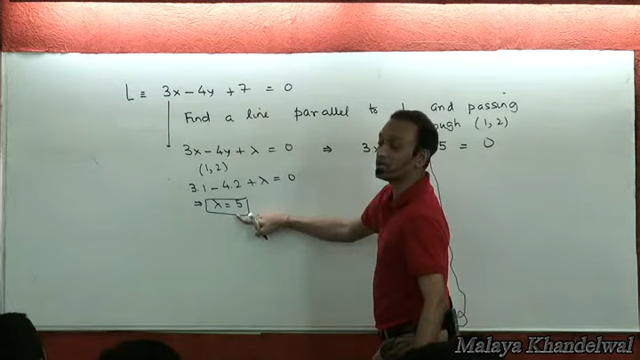 L ≡ 3x - 4y + 7 = 0
Find a line parallel to L and passing
ough (1, 2)
3x - 4y + λ = 0 ⇒ 3x 5 = 0
(1, 2)
3.1 - 4.2 + λ = 0
⇒ λ = 5
Malaya Khandelwal